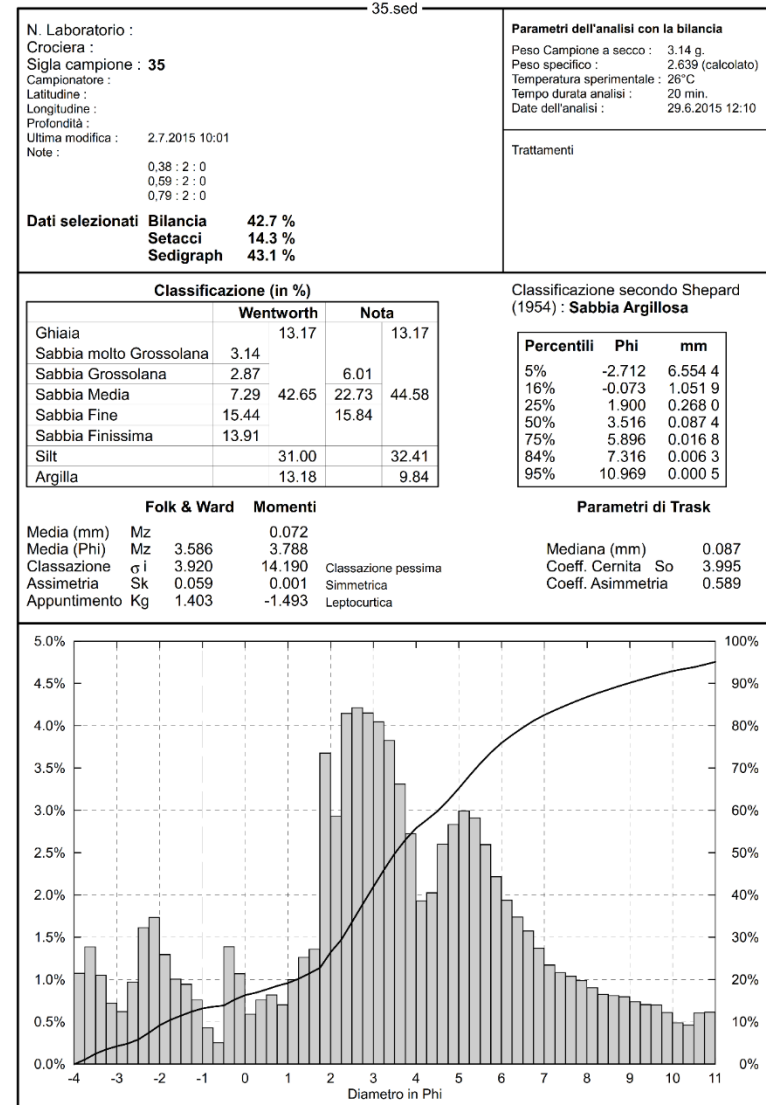 35.sed
N. Laboratorio :
Crociera :
Sigla campione : 35
Campionatore :
Latitudine :
Longitudine :
Profondità :
Ultima modifica : 2.7.2015 10:01
Note :
0,38 : 2 : 0
0,59 : 2 : 0
0,79 : 2 : 0
Dati selezionati Bilancia 42.7 %
Setacci 14.3 %
Sedigraph 43.1 %
Parametri dell'analisi con la bilancia
Peso Campione a secco : 3.14 g.
Peso specifico : 2.639 (calcolato)
Temperatura sperimentale : 26°C
Tempo durata analisi : 20 min.
Date dell'analisi : 29.6.2015 12:10
Trattamenti
Classificazione (in %)
Wentworth Nota
Ghiaia 13.17 13.17
Sabbia molto Grossolana 3.14
Sabbia Grossolana 2.87 6.01
Sabbia Media 7.29 42.65 22.73 44.58
Sabbia Fine 15.44 15.84
Sabbia Finissima 13.91
Silt 31.00 32.41
Argilla 13.18 9.84
Classificazione secondo Shepard
(1954) : Sabbia Argillosa
Percentili Phi mm
5% -2.712 6.554 4
16% -0.073 1.051 9
25% 1.900 0.268 0
50% 3.516 0.087 4
75% 5.896 0.016 8
84% 7.316 0.006 3
95% 10.969 0.000 5
Folk & Ward Momenti
Media (mm) Mz 0.072
Media (Phi) Mz 3.586 3.788
Classazione σ i 3.920 14.190 Classazione pessima
Assimetria Sk 0.059 0.001 Simmetrica
Appuntimento Kg 1.403 -1.493 Leptocurtica
Parametri di Trask
Mediana (mm) 0.087
Coeff. Cernita So 3.995
Coeff. Asimmetria 0.589
5.0% 100%
4.5% 90%
4.0% 80%
3.5% 70%
3.0% 60%
2.5% 50%
2.0% 40%
1.5% 30%
1.0% 20%
0.5% 10%
0.0% 0%
-4 -3 -2 -1 0 1 2 3 4 5 6 7 8 9 10 11
Diametro in Phi